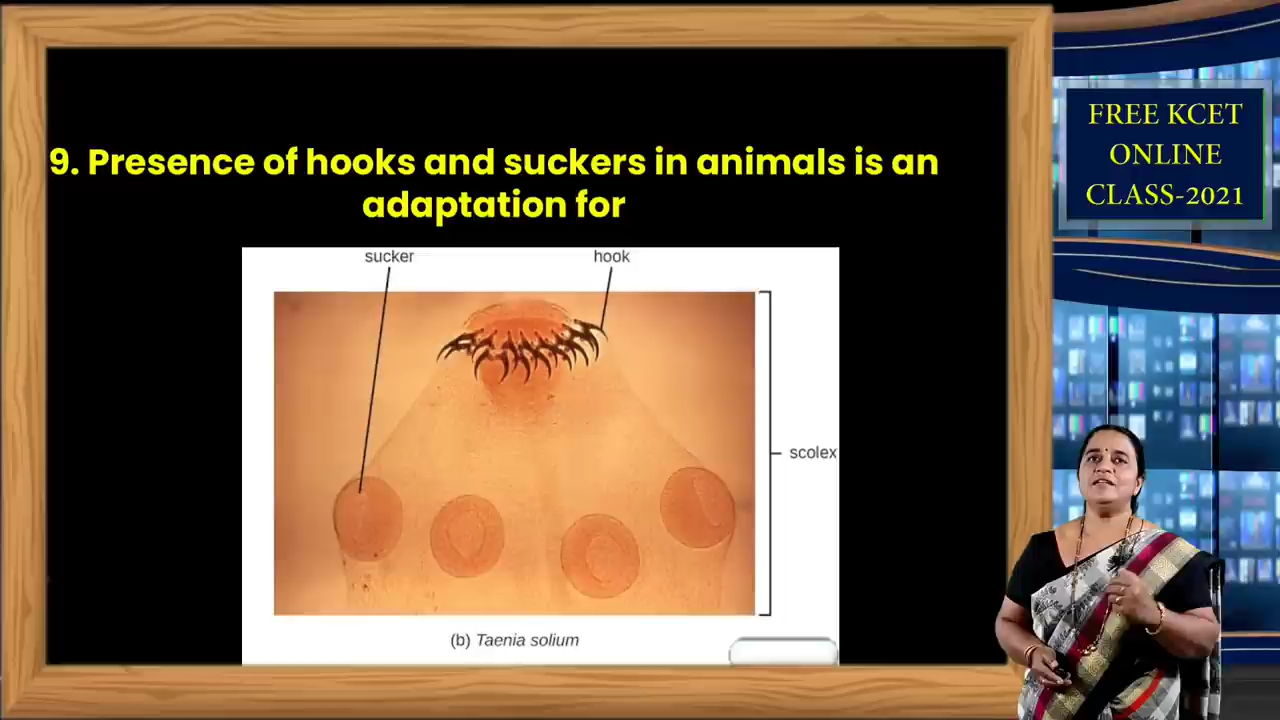 9. Presence of hooks and suckers in animals is an
adaptation for
sucker
hook
scolex
(b) Taenia solium
FREE KCET
ONLINE
CLASS-2021